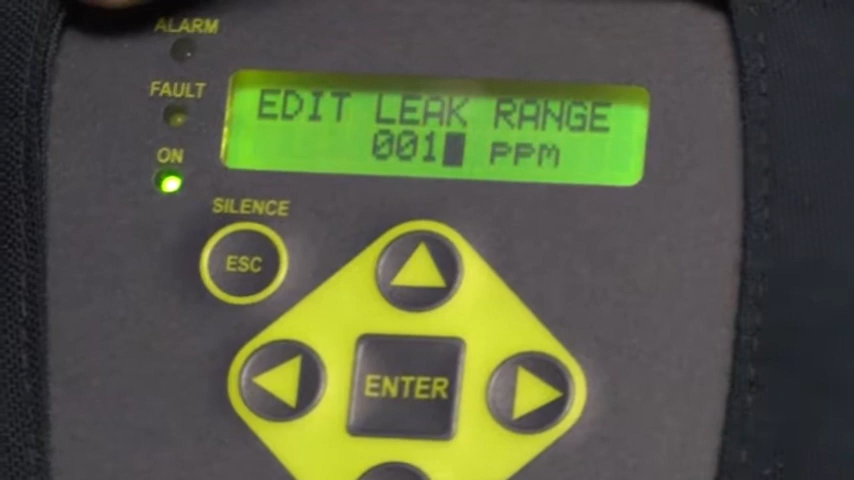 ALARM
FAULT
ON
EDIT LEAK RANGE
001 ppm
SILENCE
ESC
ENTER